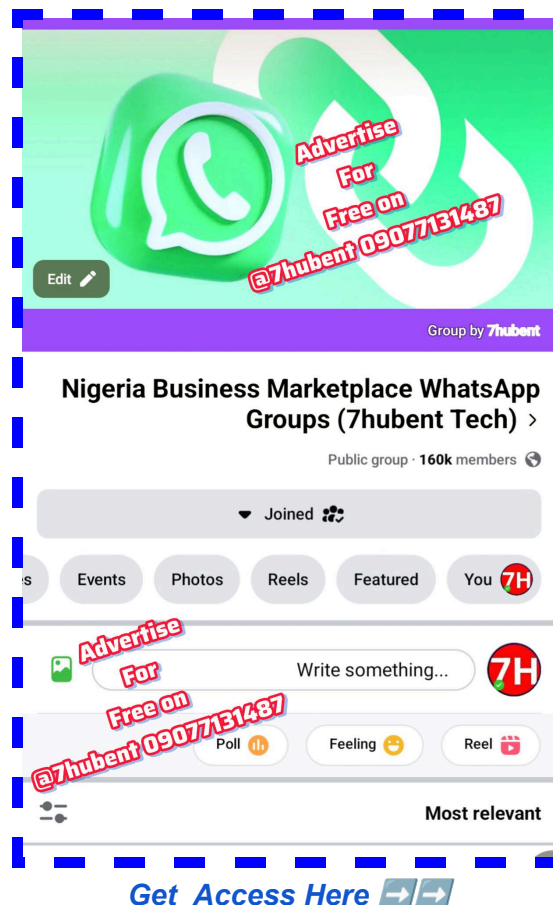 Advertise
For
Free on
@7hubent 09077131487
Edit
Group by 7hubent
Nigeria Business Marketplace WhatsApp
Groups (7hubent Tech) >
Public group · 160k members
Joined
es Events Photos Reels Featured You 7H
Advertise
For
Free on
@7hubent 09077131487
Write something... 7H
Poll Feeling Reel
Most relevant
Get Access Here ➡️➡️